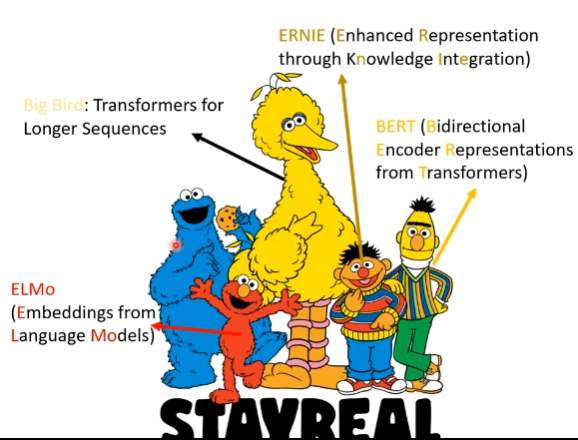 ERNIE (Enhanced Representation
through Knowledge Integration)
Big Bird: Transformers for
Longer Sequences
BERT (Bidirectional
Encoder Representations
from Transformers)
ELMo
(Embeddings from
Language Models)
STAYREAL